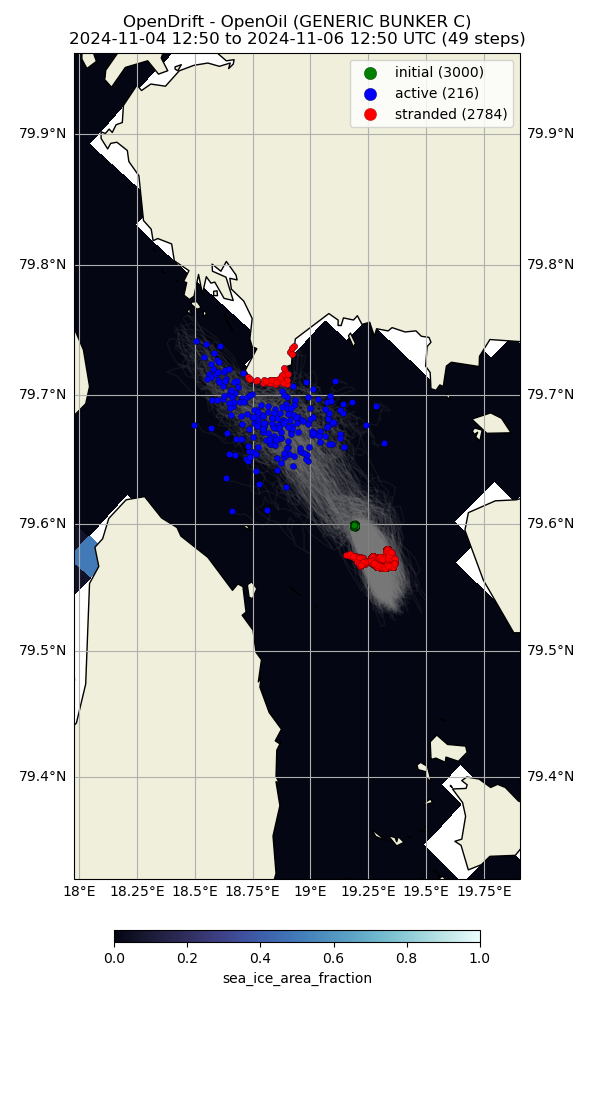 OpenDrift - OpenOil (GENERIC BUNKER C)
2024-11-04 12:50 to 2024-11-06 12:50 UTC (49 steps)
initial (3000)
active (216)
stranded (2784)
79.9°N 79.9°N
79.8°N 79.8°N
79.7°N 79.7°N
79.6°N 79.6°N
79.5°N 79.5°N
79.4°N 79.4°N
18°E 18.25°E 18.5°E 18.75°E 19°E 19.25°E 19.5°E 19.75°E
0.0 0.2 0.4 0.6 0.8 1.0
sea_ice_area_fraction